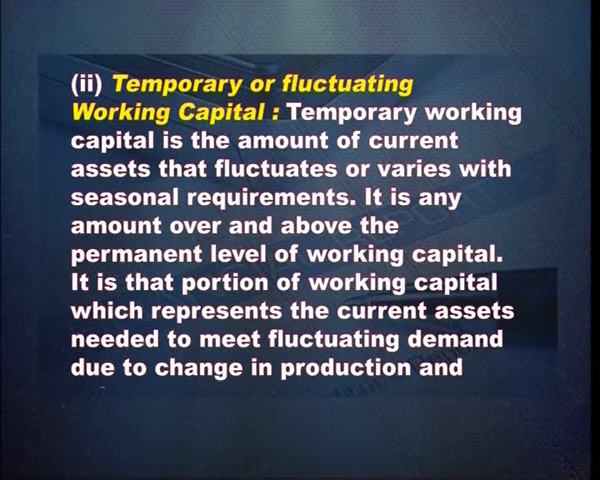 (ii) Temporary or fluctuating
Working Capital : Temporary working
capital is the amount of current
assets that fluctuates or varies with
seasonal requirements. It is any
amount over and above the
permanent level of working capital.
It is that portion of working capital
which represents the current assets
needed to meet fluctuating demand
due to change in production and